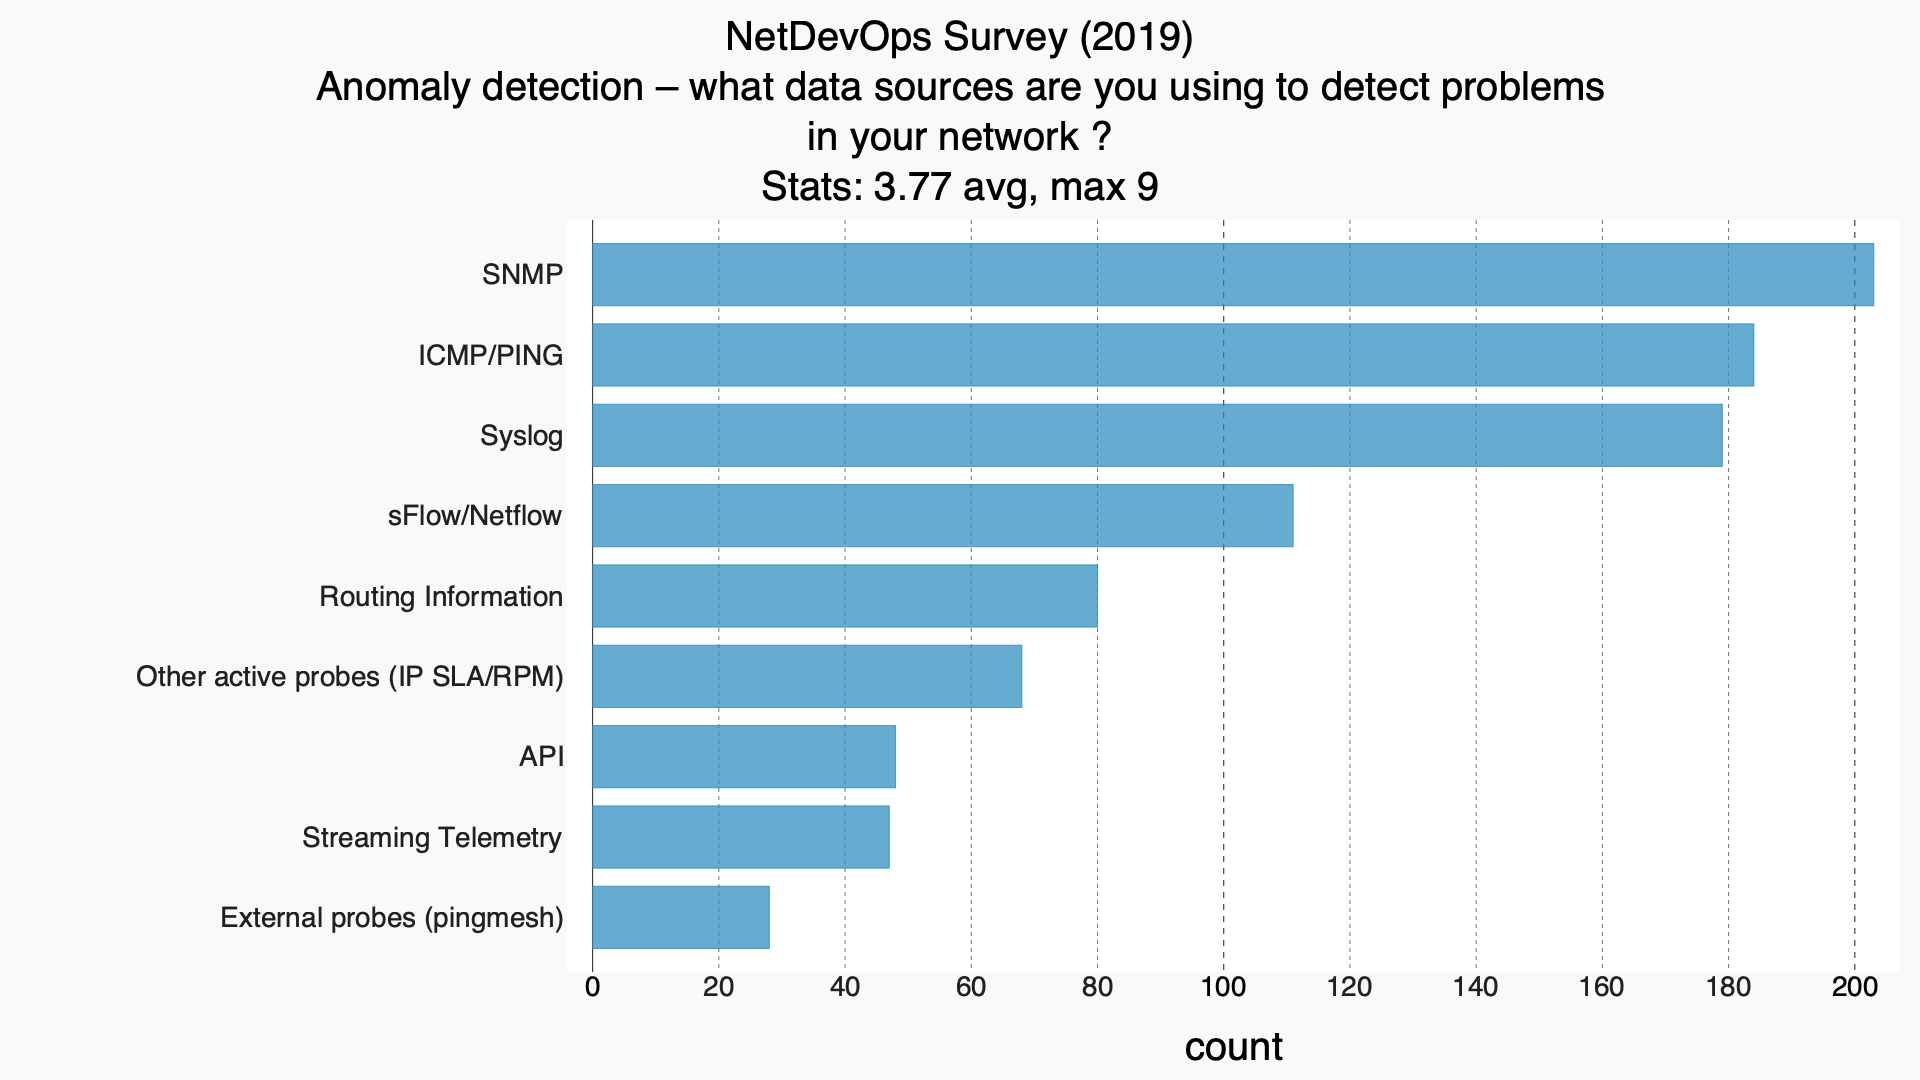 NetDevOps Survey (2019)
Anomaly detection – what data sources are you using to detect problems
in your network ?
Stats: 3.77 avg, max 9
SNMP
ICMP/PING
Syslog
sFlow/Netflow
Routing Information
Other active probes (IP SLA/RPM)
API
Streaming Telemetry
External probes (pingmesh)
0 20 40 60 80 100 120 140 160 180 200
count